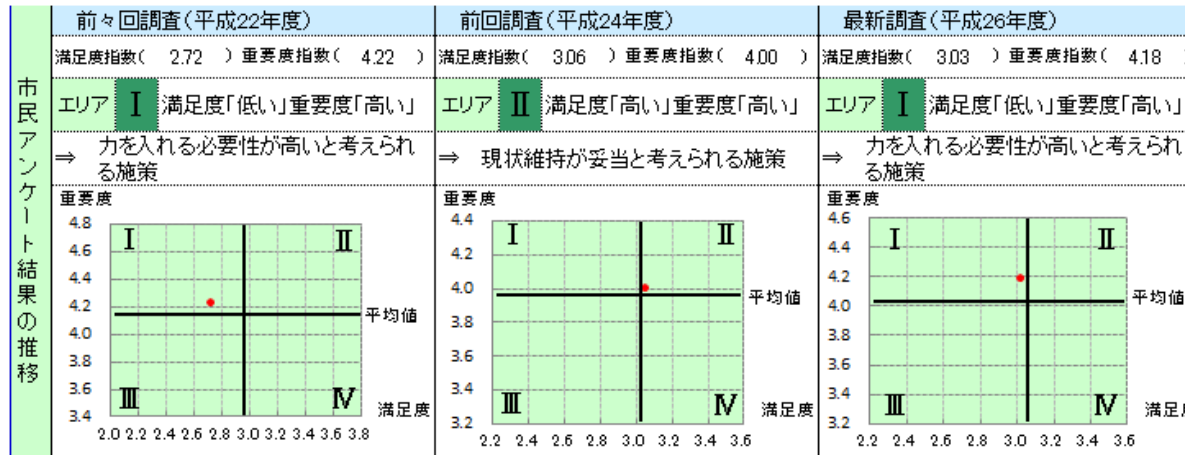 市民アンケート結果の推移
前々回調査(平成22年度)
満足度指数( 2.72 ) 重要度指数( 4.22 )
エリア Ⅰ 満足度「低い」重要度「高い」
⇒ 力を入れる必要性が高いと考えられ
る施策
重要度
4.8
4.6
4.4
4.2
4.0
3.8
3.6
3.4
Ⅰ Ⅱ
Ⅲ Ⅳ
平均値
満足度
2.0 2.2 2.4 2.6 2.8 3.0 3.2 3.4 3.6 3.8
前回調査(平成24年度)
満足度指数( 3.06 ) 重要度指数( 4.00 )
エリア Ⅱ 満足度「高い」重要度「高い」
⇒ 現状維持が妥当と考えられる施策
重要度
4.4
4.2
4.0
3.8
3.6
3.4
3.2
Ⅰ Ⅱ
Ⅲ Ⅳ
平均値
満足度
2.2 2.4 2.6 2.8 3.0 3.2 3.4 3.6
最新調査(平成26年度)
満足度指数( 3.03 ) 重要度指数( 4.18
エリア Ⅰ 満足度「低い」重要度「高い」
⇒ 力を入れる必要性が高いと考えられ
る施策
重要度
4.6
4.4
4.2
4.0
3.8
3.6
3.4
3.2
Ⅰ Ⅱ
Ⅲ Ⅳ
平均値
満足
2.2 2.4 2.6 2.8 3.0 3.2 3.4 3.6